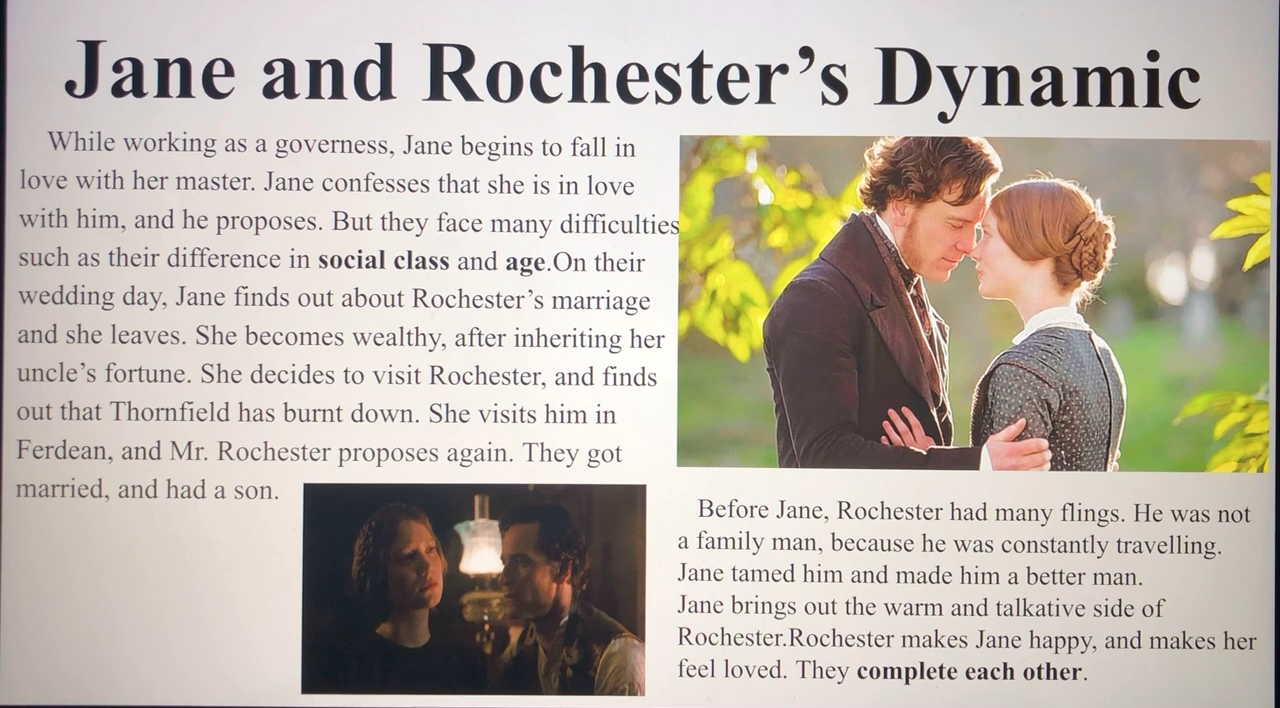 Jane and Rochester’s Dynamic
While working as a governess, Jane begins to fall in
love with her master. Jane confesses that she is in love
with him, and he proposes. But they face many difficulties
such as their difference in social class and age.On their
wedding day, Jane finds out about Rochester’s marriage
and she leaves. She becomes wealthy, after inheriting her
uncle’s fortune. She decides to visit Rochester, and finds
out that Thornfield has burnt down. She visits him in
Ferdean, and Mr. Rochester proposes again. They got
married, and had a son.
Before Jane, Rochester had many flings. He was not
a family man, because he was constantly travelling.
Jane tamed him and made him a better man.
Jane brings out the warm and talkative side of
Rochester.Rochester makes Jane happy, and makes her
feel loved. They complete each other.